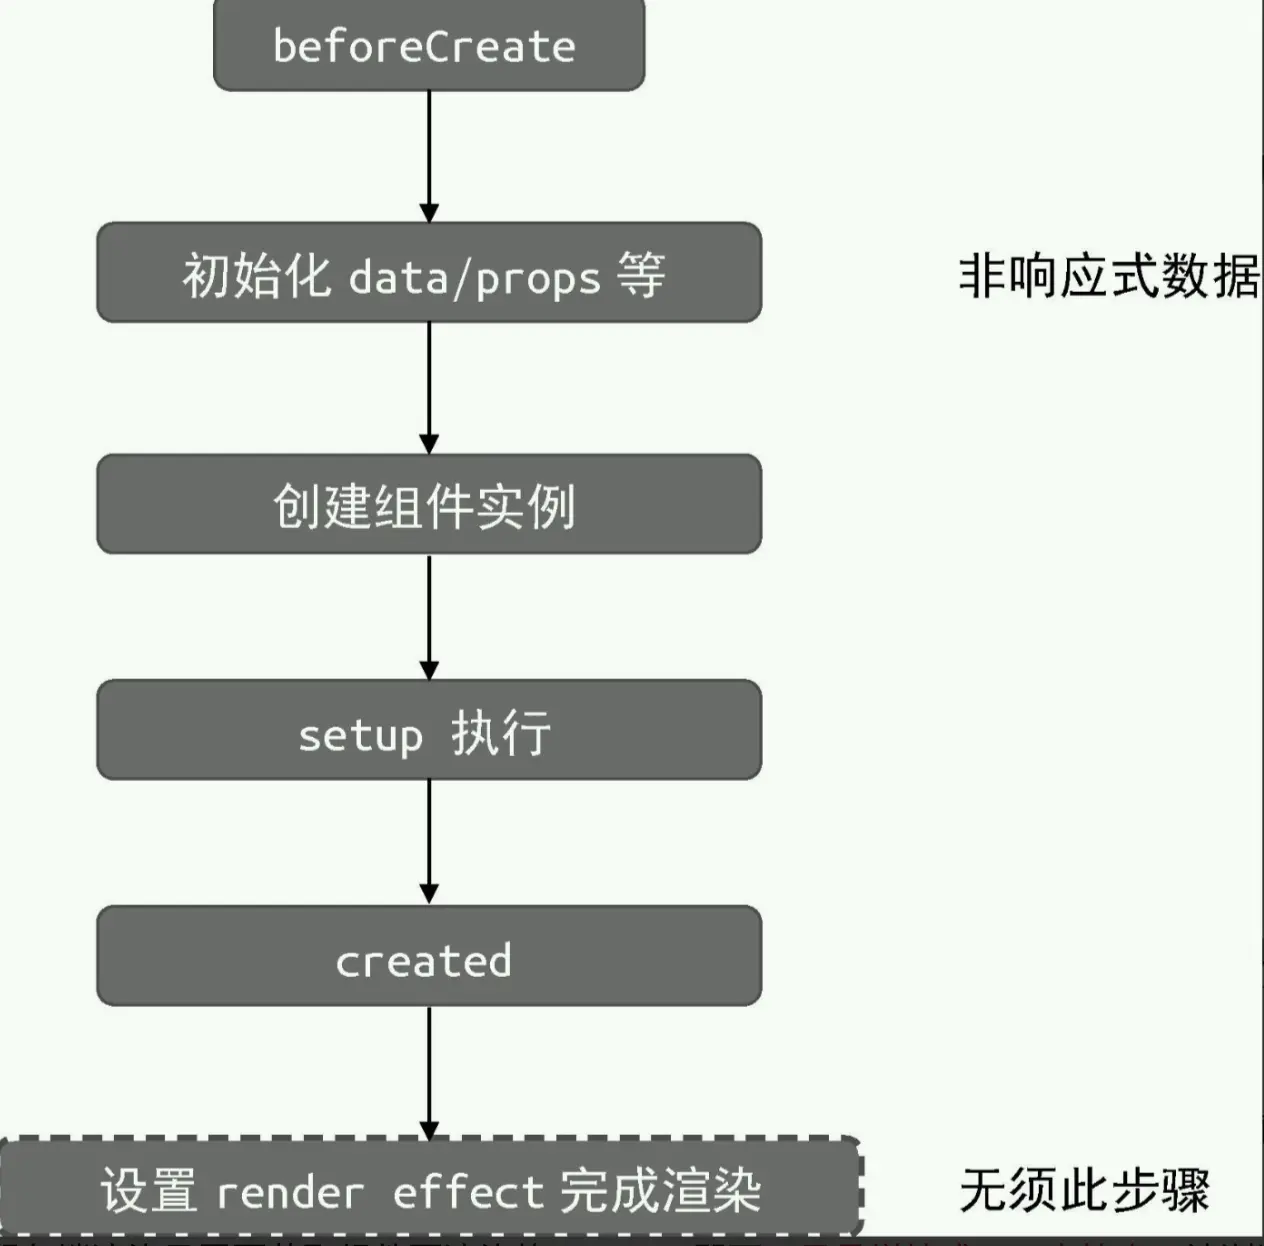 beforeCreate
初始化 data/props 等
非响应式数据
创建组件实例
setup 执行
created
设置 render effect 完成渲染
无须此步骤